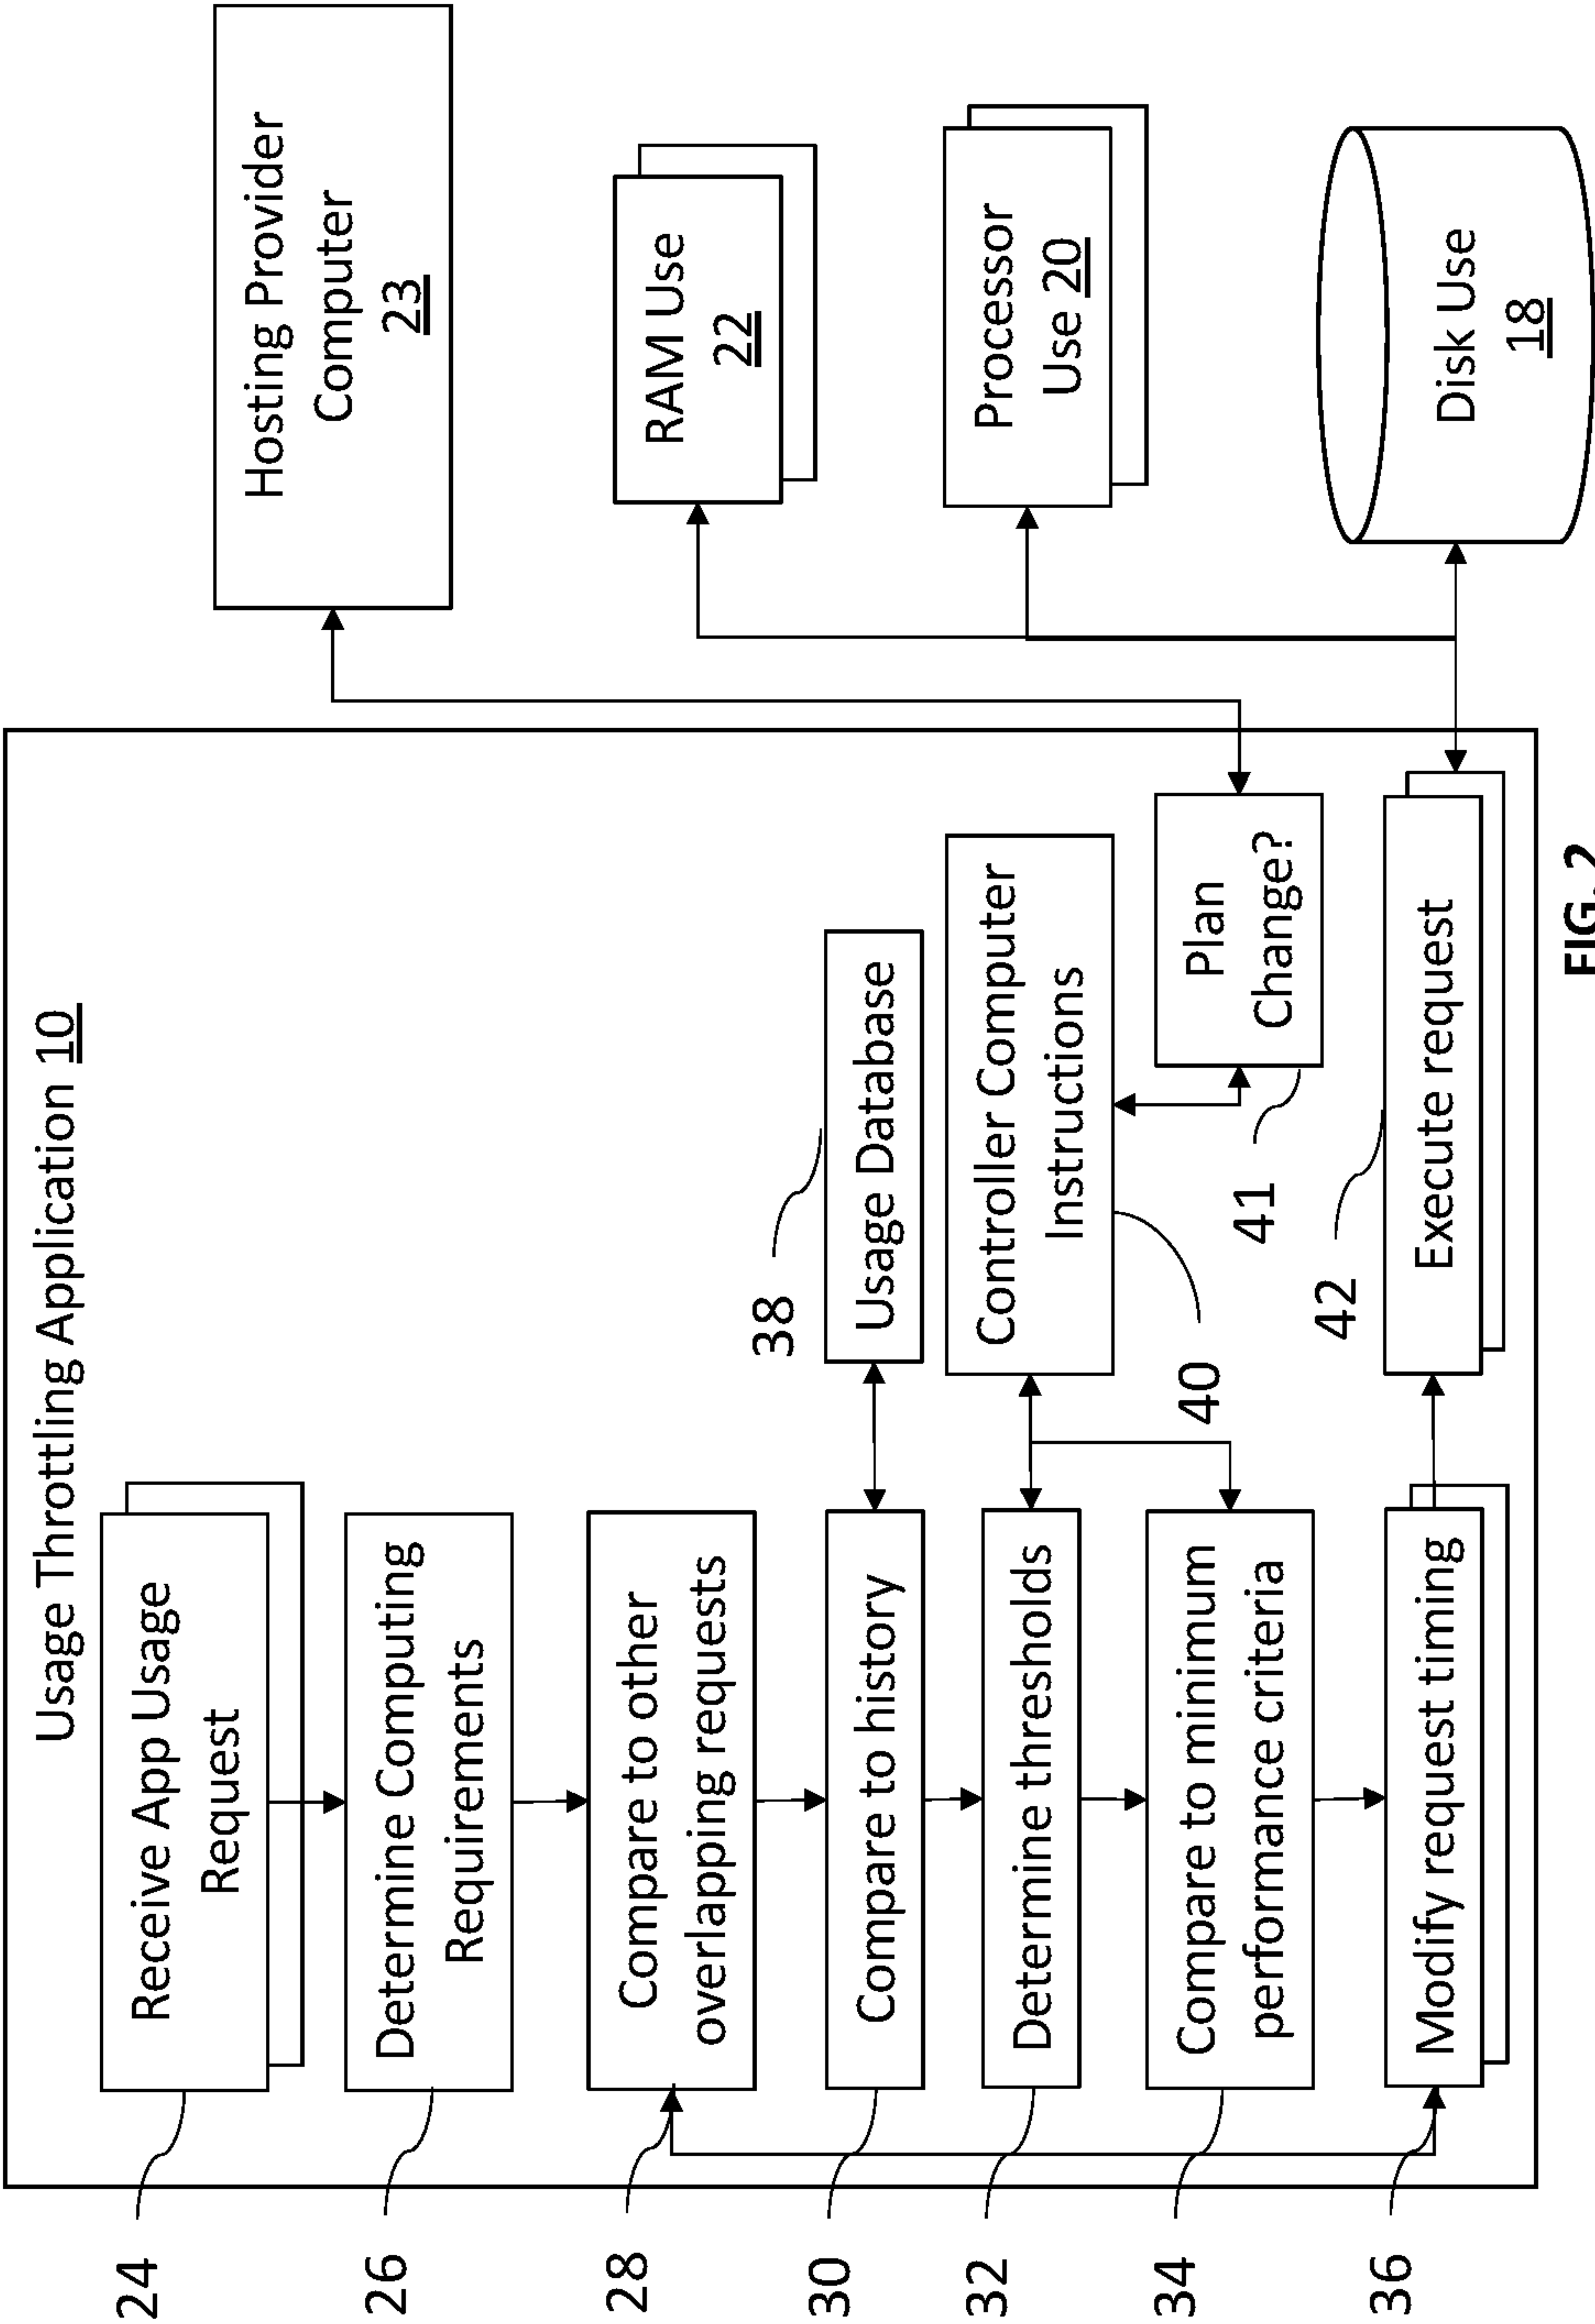 Usage Throttling Application 10
24
Receive App Usage
Request
26
Determine Computing
Requirements
28
Compare to other
overlapping requests
30
Compare to history
32
Determine thresholds
34
Compare to minimum
performance criteria
36
Modify request timing
38
Usage Database
Controller Computer
Instructions
40
Plan
Change?
41
42
Execute request
Hosting Provider
Computer
23
RAM Use
22
Processor
Use 20
Disk Use
18
FIG. 2